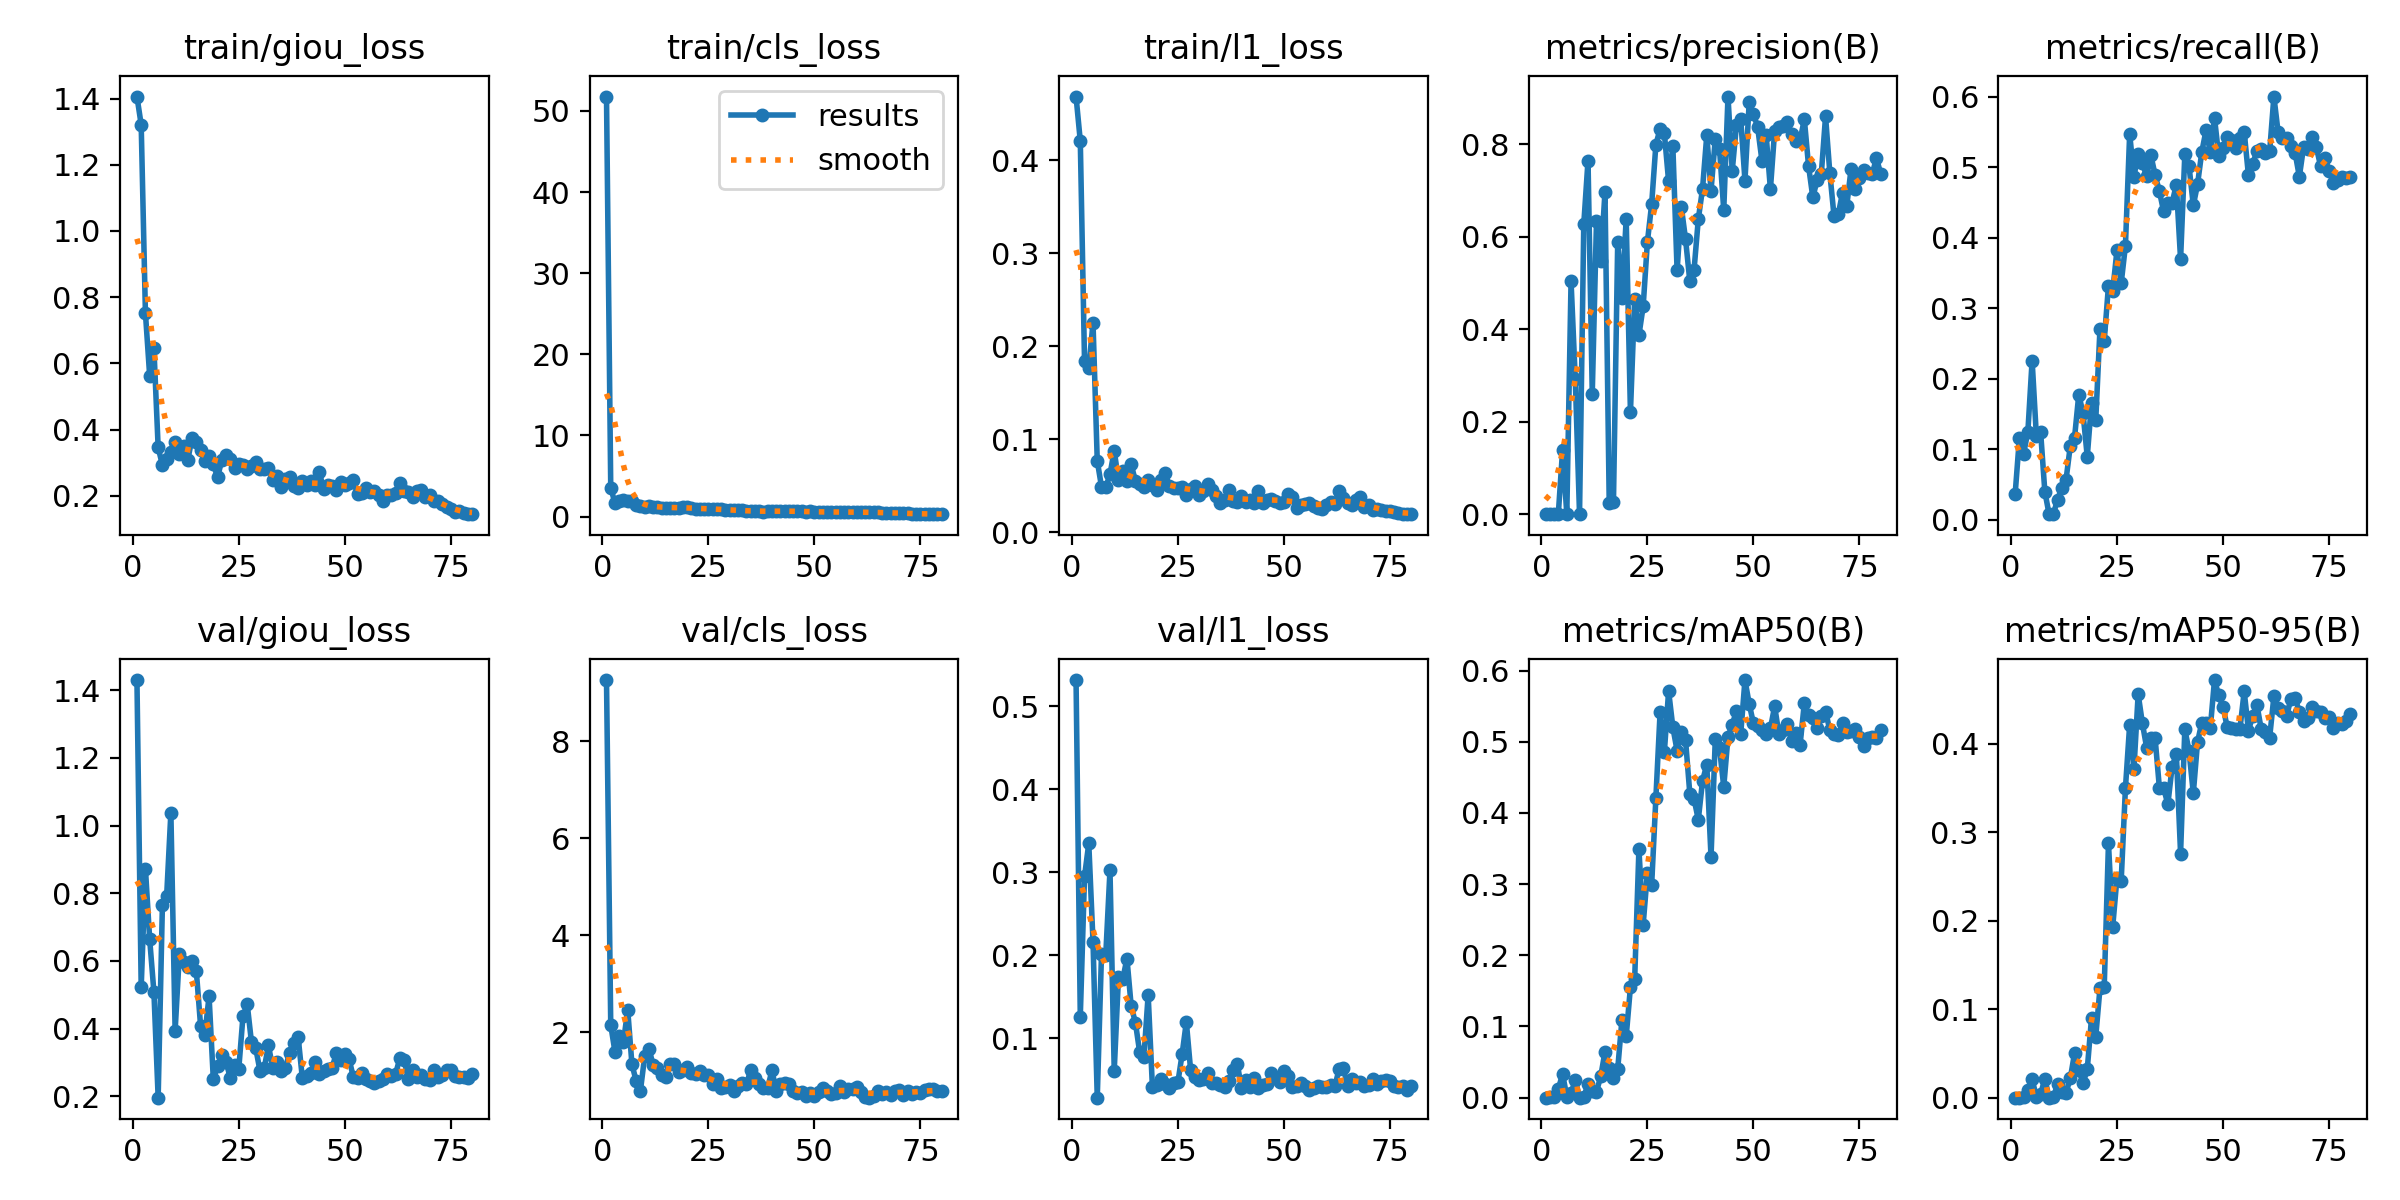 train/giou_loss
1.4
1.2
1.0
0.8
0.6
0.4
0.2
0 25 50 75
train/cls_loss
results
smooth
50
40
30
20
10
0
0 25 50 75
train/l1_loss
0.4
0.3
0.2
0.1
0.0
0 25 50 75
metrics/precision(B)
0.8
0.6
0.4
0.2
0.0
0 25 50 75
metrics/recall(B)
0.6
0.5
0.4
0.3
0.2
0.1
0.0
0 25 50 75
val/giou_loss
1.4
1.2
1.0
0.8
0.6
0.4
0.2
0 25 50 75
val/cls_loss
8
6
4
2
0 25 50 75
val/l1_loss
0.5
0.4
0.3
0.2
0.1
0 25 50 75
metrics/mAP50(B)
0.6
0.5
0.4
0.3
0.2
0.1
0.0
0 25 50 75
metrics/mAP50-95(B)
0.4
0.3
0.2
0.1
0.0
0 25 50 75